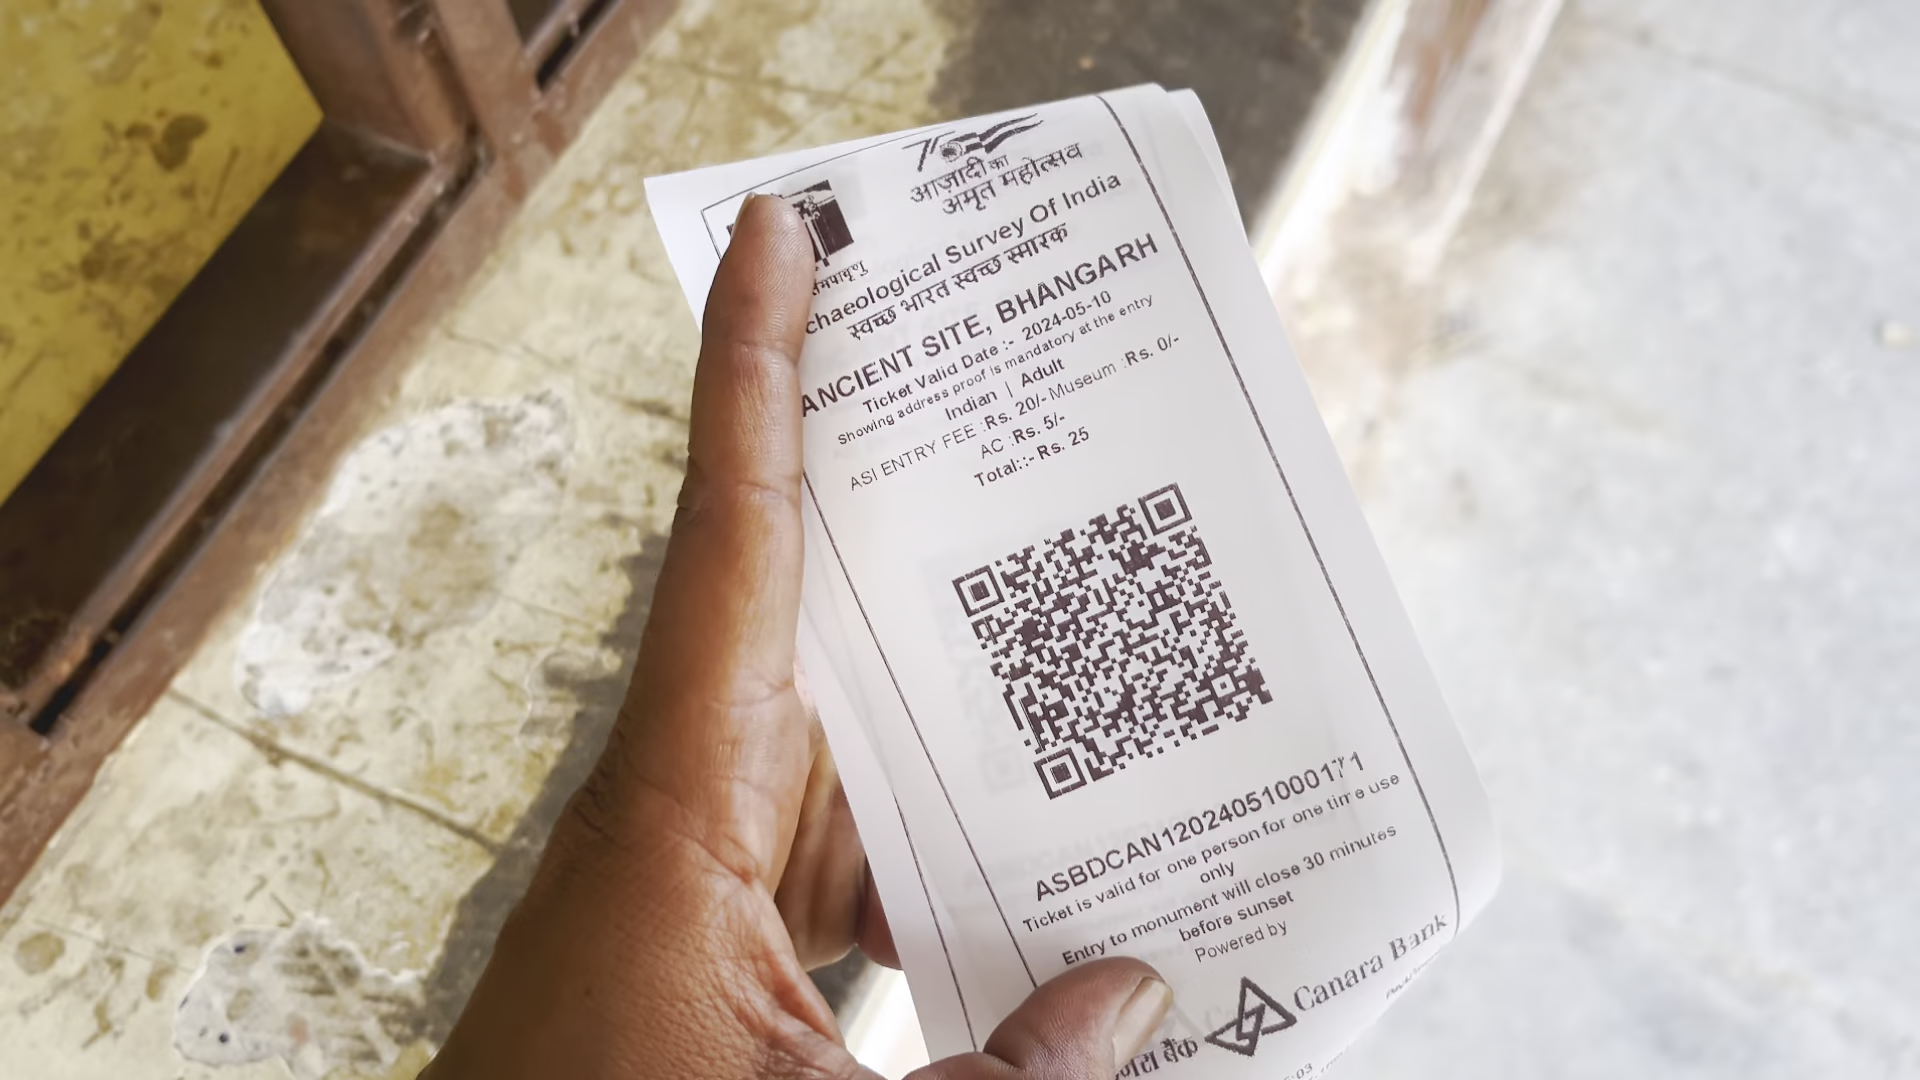 75
आज़ादी का
अमृत महोत्सव
chaeological Survey Of India
स्वच्छ भारत स्वच्छ स्मारक
ANCIENT SITE, BHANGARH
Ticket Valid Date :- 2024-05-10
Showing address proof is mandatory at the entry
Indian | Adult
ASI ENTRY FEE :Rs. 20/- Museum :Rs. 0/-
AC :Rs. 5/-
Total::- Rs. 25
ASBDCAN12024051000171
Ticket is valid for one person for one time use
only
Entry to monument will close 30 minutes
before sunset
Powered by
बैंक Canara Bank